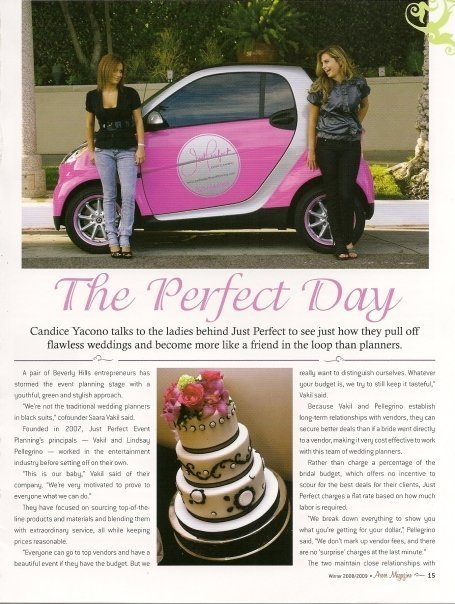 Just Perfect
The Perfect Day
Candice Yacono talks to the ladies behind Just Perfect to see just how they pull off
flawless weddings and become more like a friend in the loop than planners.
A pair of Beverly Hills entrepreneurs has
stormed the event planning stage with a
youthful, green and stylish approach.
"We're not the traditional wedding planners
in black suits," cofounder Saara Vakil said.
Founded in 2007, Just Perfect Event
Planning's principals — Vakil and Lindsay
Pellegrino — worked in the entertainment
industry before setting off on their own.
"This is our baby," Vakil said of their
company. "We're very motivated to prove to
everyone what we can do."
They have focused on sourcing top-of-the-
line products and materials and blending them
with extraordinary service, all while keeping
prices reasonable.
"Everyone can go to top vendors and have a
beautiful event if they have the budget. But we
really want to distinguish ourselves. Whatever
your budget is, we try to still keep it tasteful,"
Vakil said.
Because Vakil and Pellegrino establish
long-term relationships with vendors, they can
secure better deals than if a bride went directly
to a vendor, making it very cost effective to work
with this team of wedding planners.
Rather than charge a percentage of the
bridal budget, which offers no incentive to
scour for the best deals for their clients, Just
Perfect charges a flat rate based on how much
labor is required.
"We break down everything to show you
what you're getting for your dollar," Pellegrino
said. "We don't mark up vendor fees, and there
are no 'surprise' charges at the last minute."
The two maintain close relationships with
Winter 2008/2009 • Magazine 15